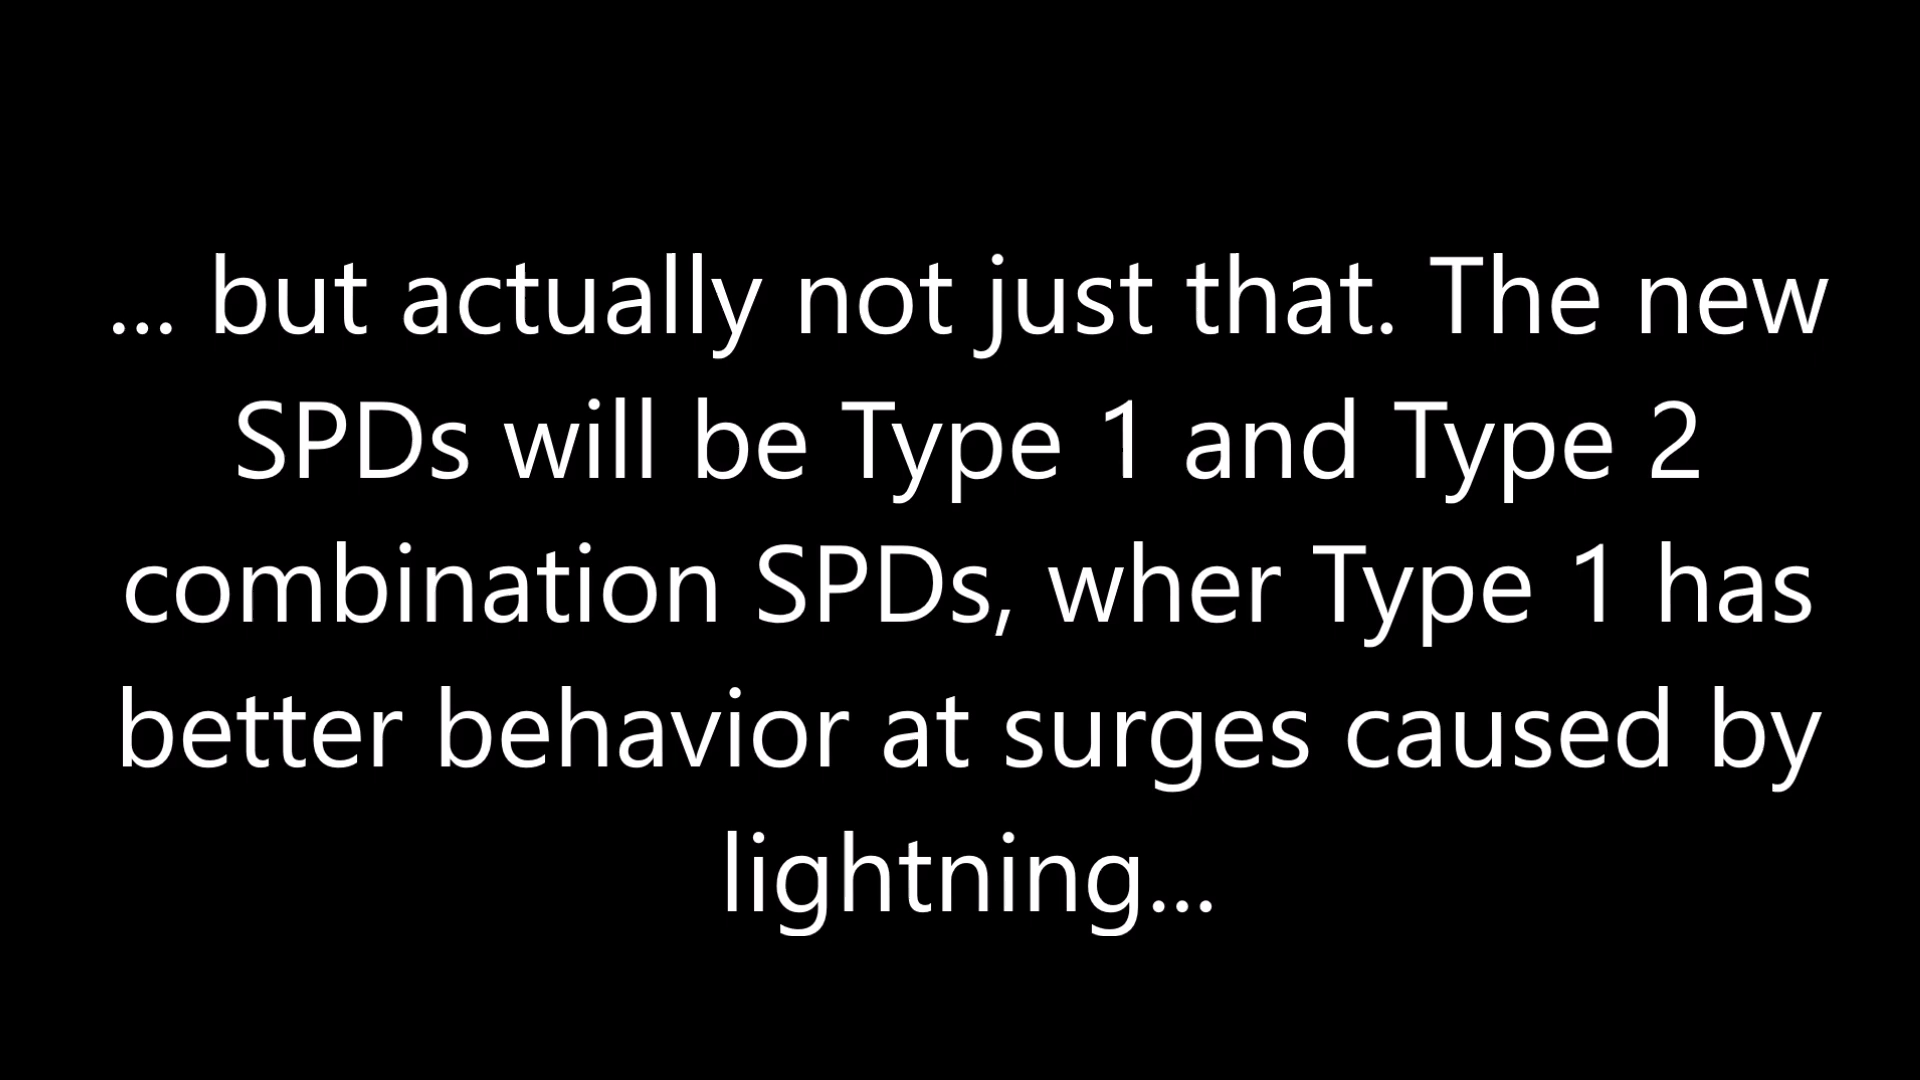 ... but actually not just that. The new
SPDs will be Type 1 and Type 2
combination SPDs, wher Type 1 has
better behavior at surges caused by
lightning...